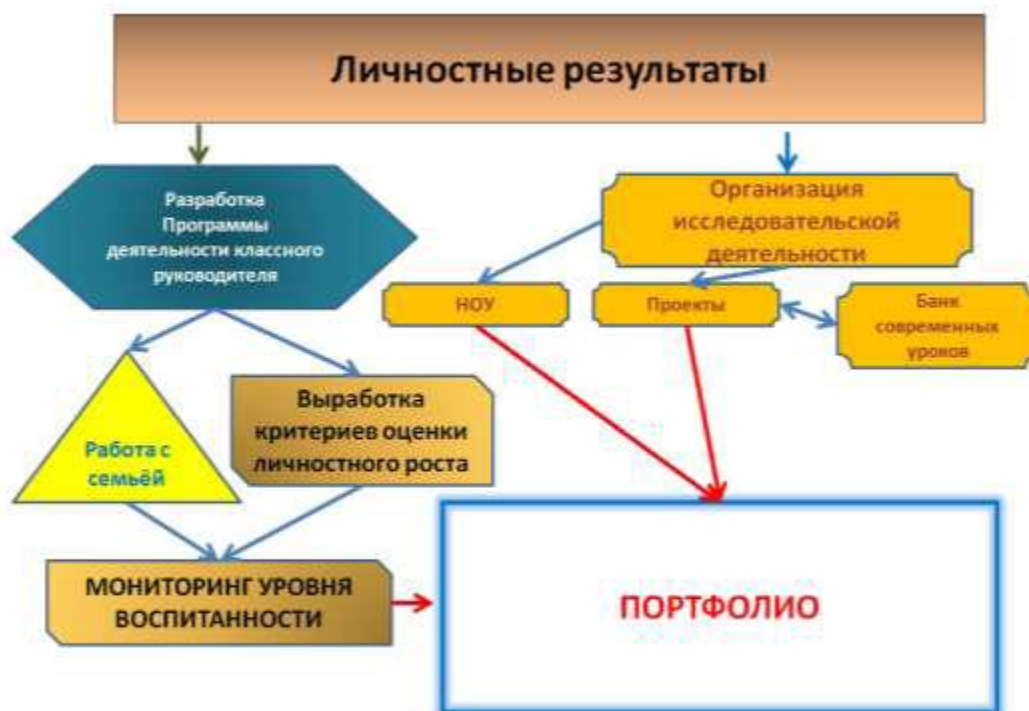 Личностные результаты
Разработка
Программы
деятельности классного
руководителя
Организация
исследовательской
деятельности
НОУ
Проекты
Банк
современных
уроков
Работа с
семьёй
Выработка
критериев оценки
личностного роста
МОНИТОРИНГ УРОВНЯ
ВОСПИТАННОСТИ
ПОРТФОЛИО